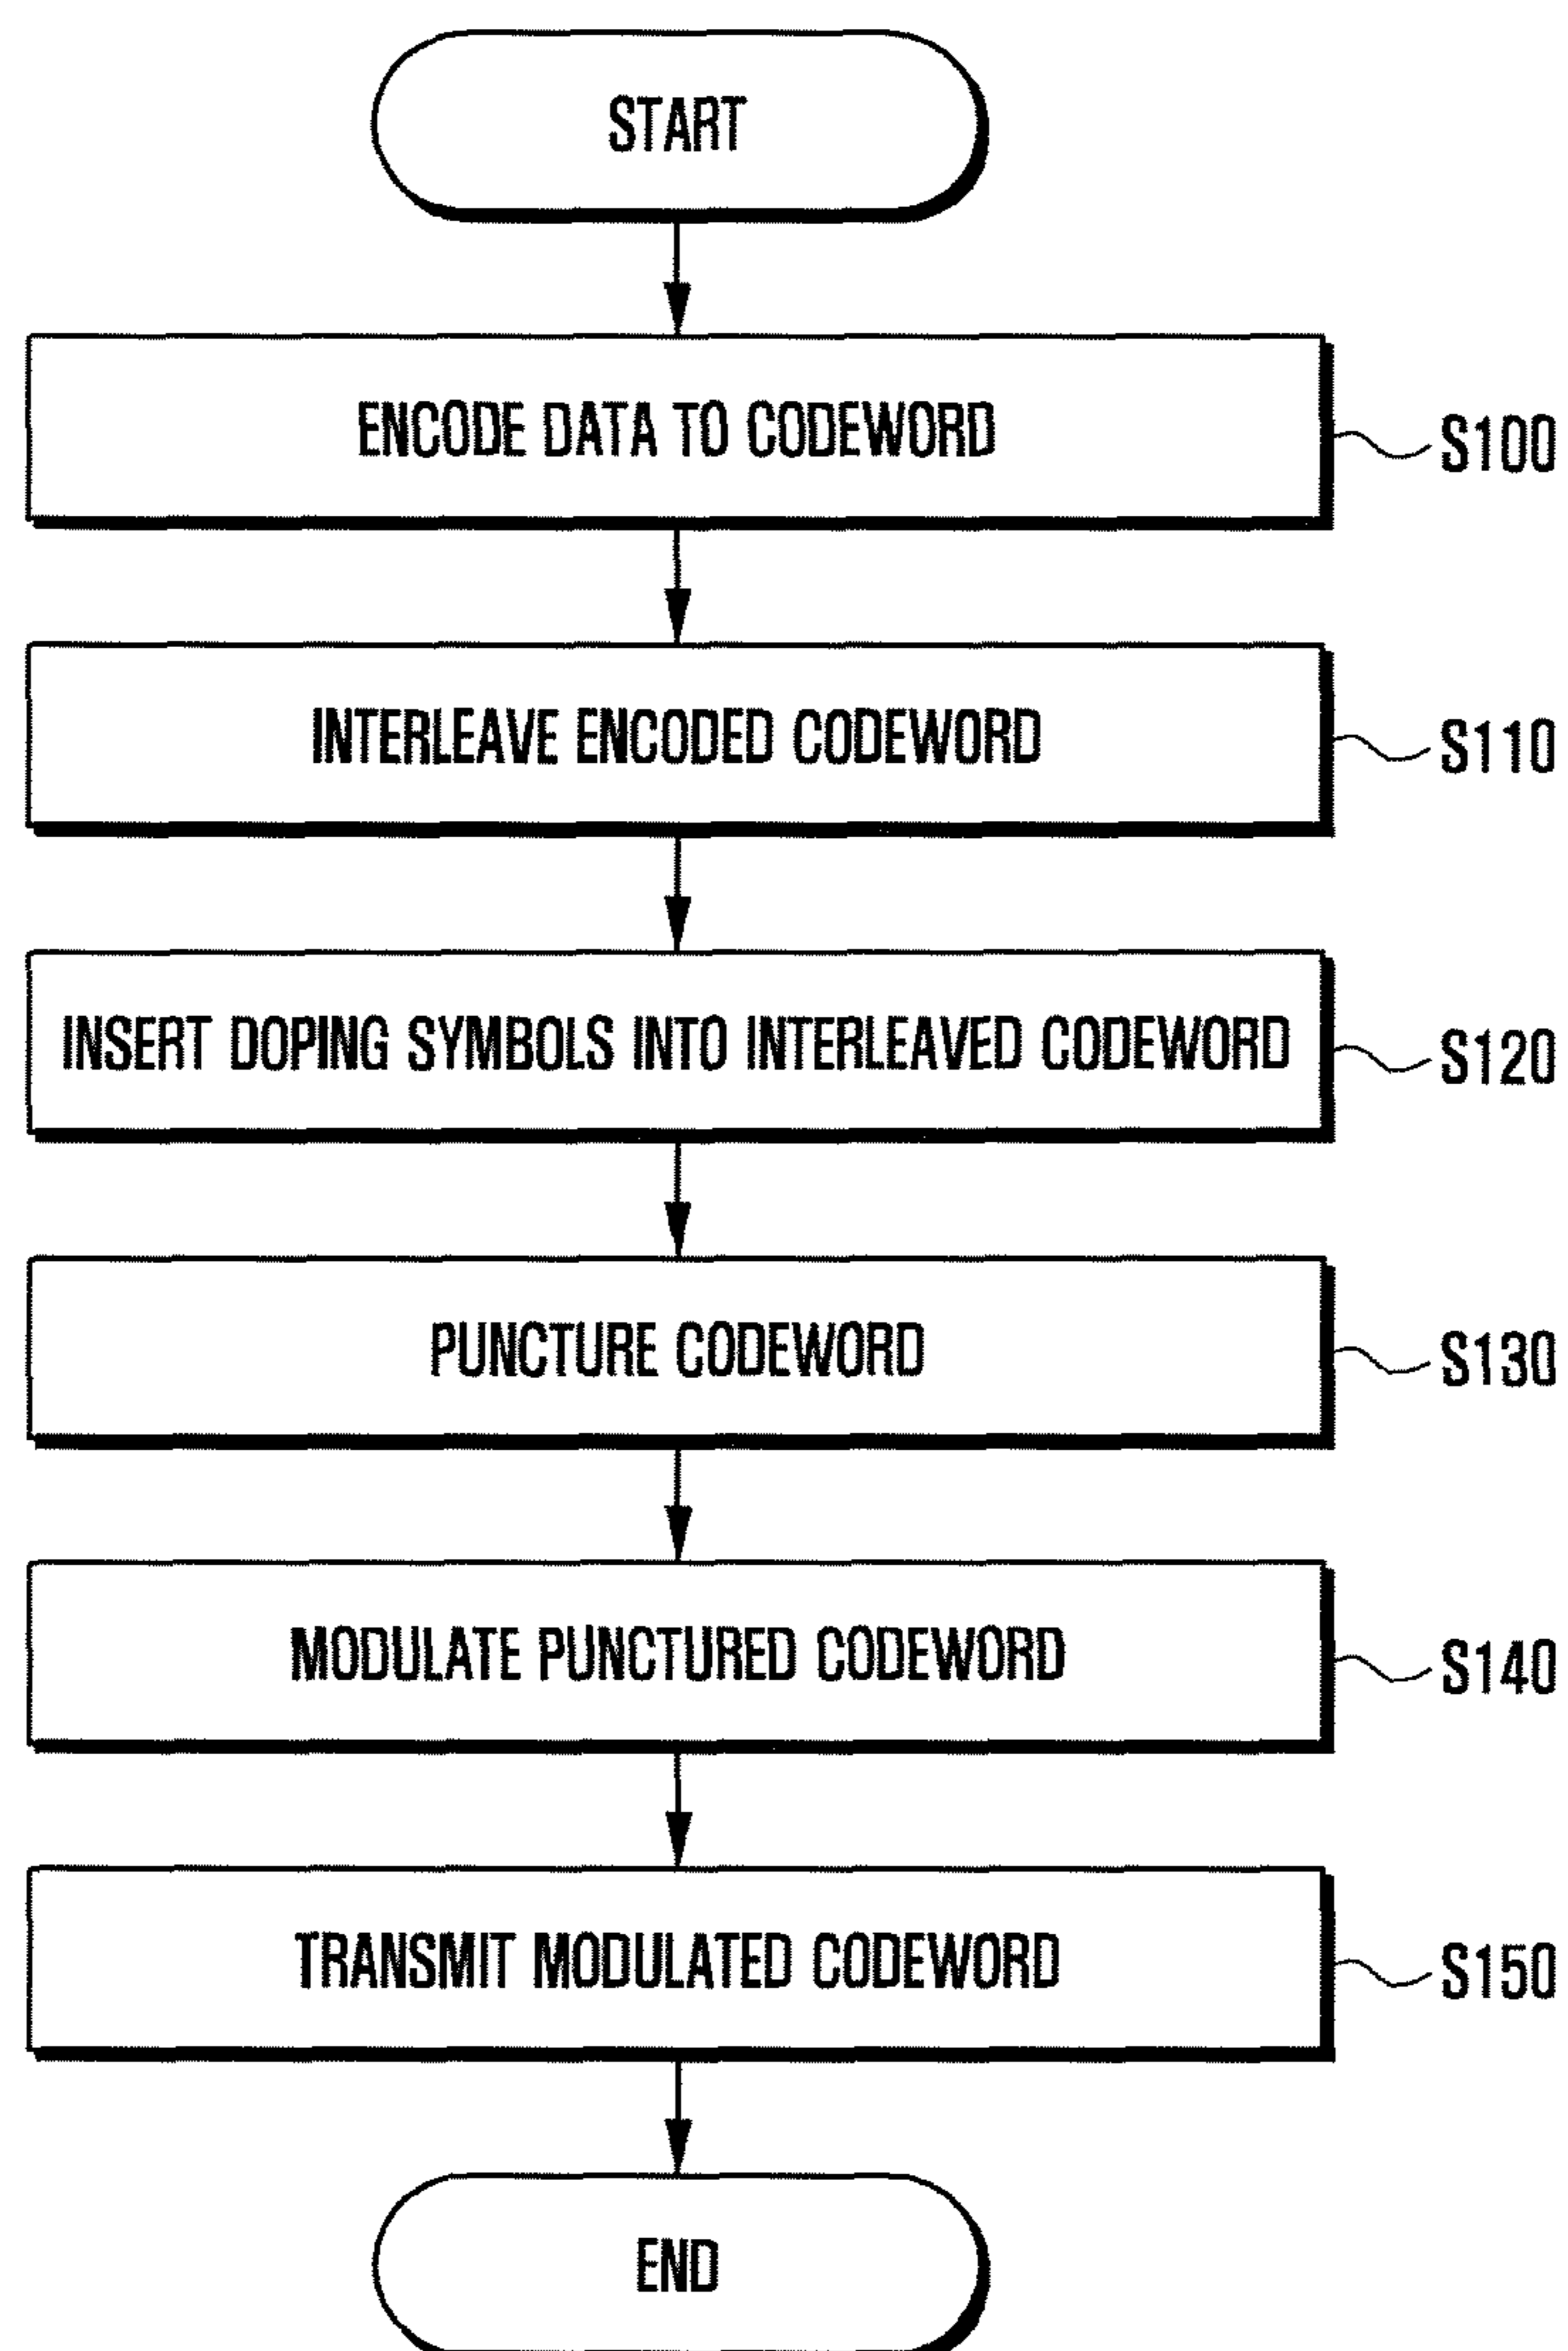 START
ENCODE DATA TO CODEWORD
S100
INTERLEAVE ENCODED CODEWORD
S110
INSERT DOPING SYMBOLS INTO INTERLEAVED CODEWORD
S120
PUNCTURE CODEWORD
S130
MODULATE PUNCTURED CODEWORD
S140
TRANSMIT MODULATED CODEWORD
S150
END